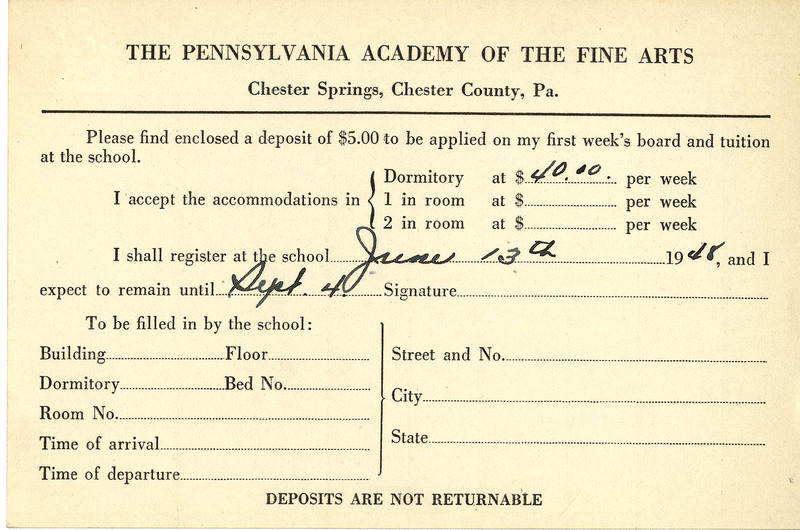 THE PENNSYLVANIA ACADEMY OF THE FINE ARTS
Chester Springs, Chester County, Pa.
Please find enclosed a deposit of $5.00 to be applied on my first week's board and tuition
at the school.
I accept the accommodations in
Dormitory at $ 40.00. per week
1 in room at $ per week
2 in room at $ per week
I shall register at the school June 13th 1948, and I
expect to remain until Sept. 4. Signature
To be filled in by the school:
Building Floor
Dormitory Bed No.
Room No.
Time of arrival
Time of departure
Street and No.
City
State
DEPOSITS ARE NOT RETURNABLE